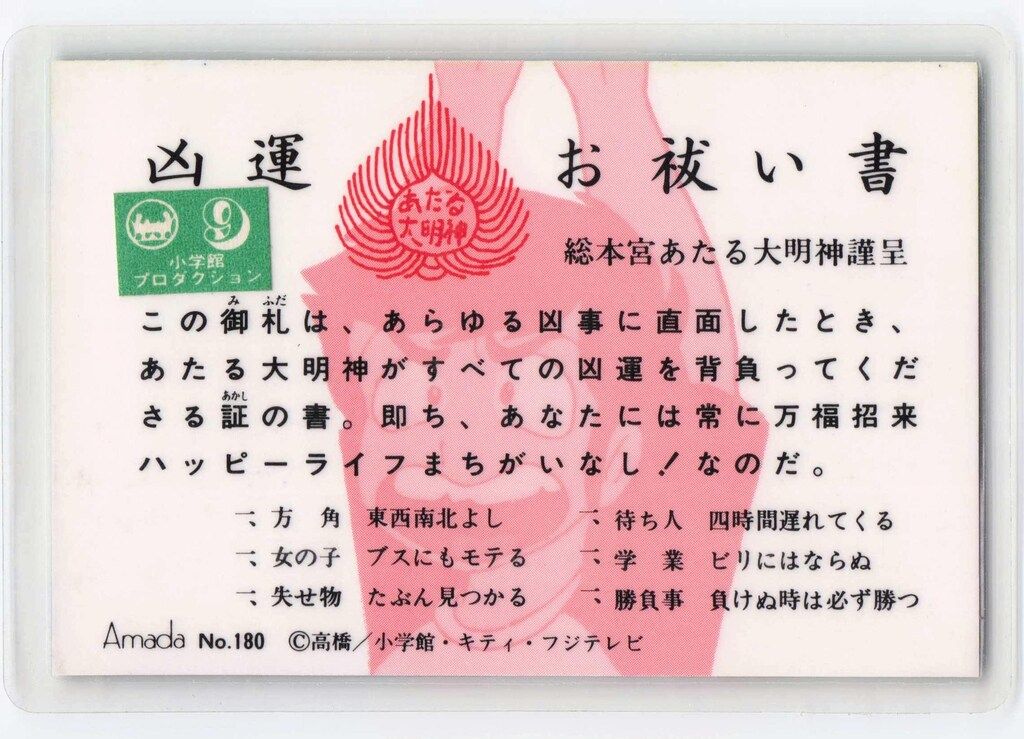 凶運 お祓い書
あたる
大明神
9
小学館
プロダクション
総本宮あたる大明神謹呈
み ふだ
この御札は、あらゆる凶事に直面したとき、
あたる大明神がすべての凶運を背負ってくだ
あかし
さる証の書。即ち、あなたには常に万福招来
ハッピーライフまちがいなし!なのだ。
一、方 角 東西南北よし
一、女の子 ブスにもモテる
一、失せ物 たぶん見つかる
一、待ち人 四時間遅れてくる
一、学 業 ビリにはならぬ
一、勝負事 負けぬ時は必ず勝つ
Amada No.180 ©高橋/小学館・キティ・フジテレビ